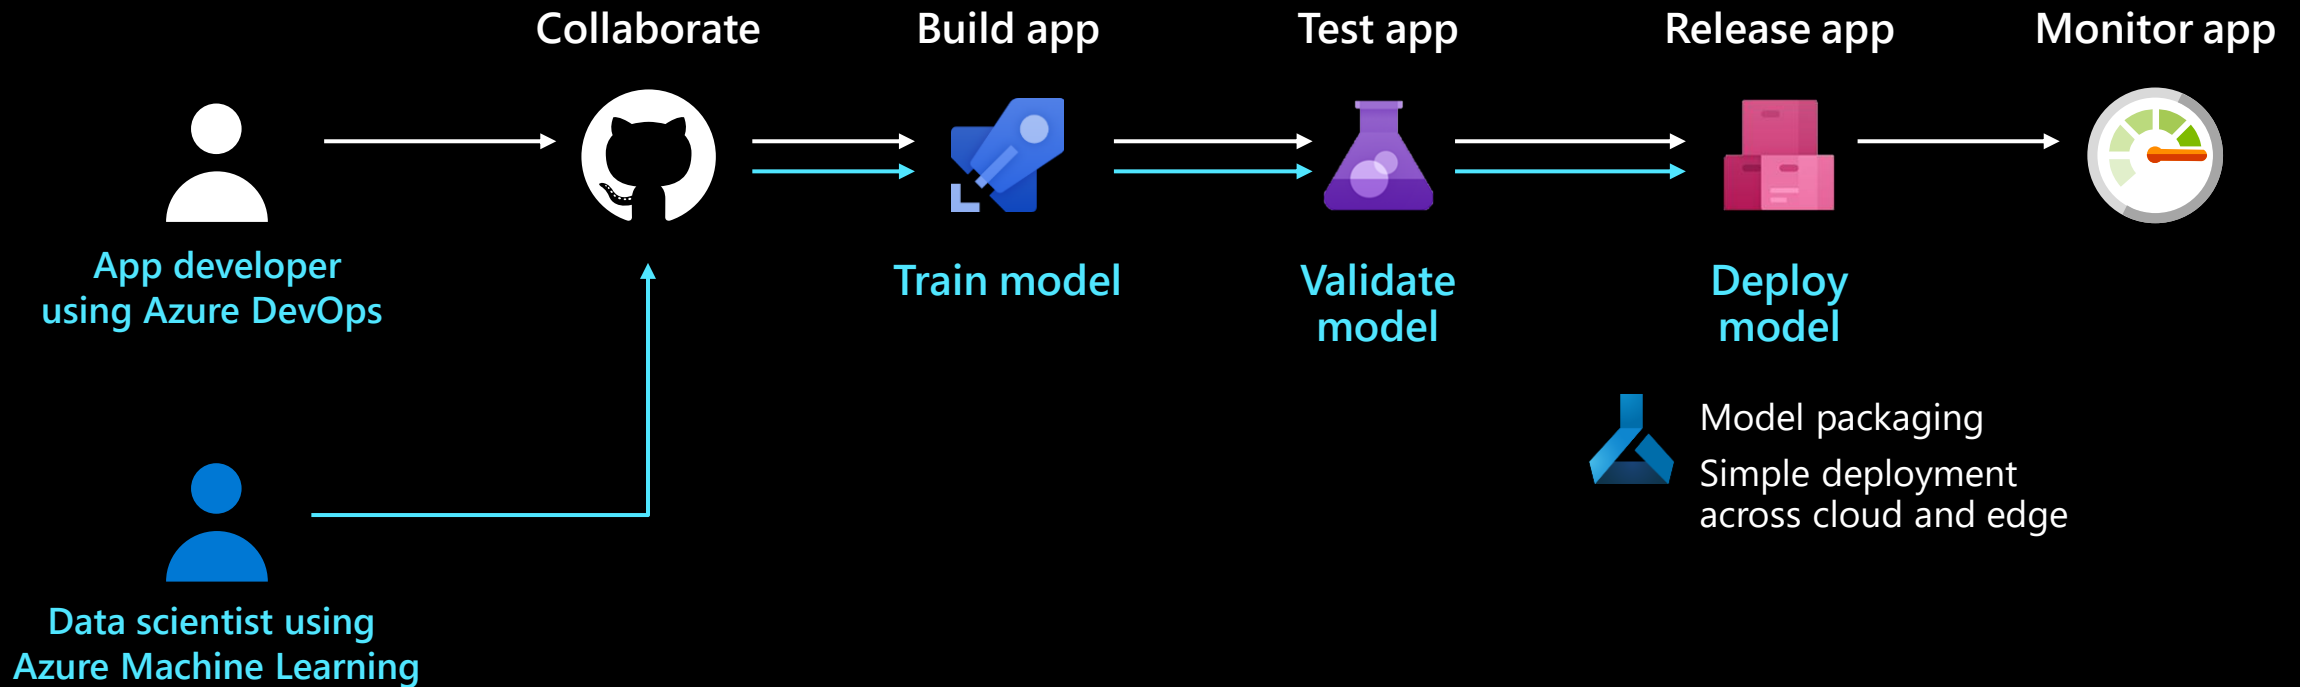 Collaborate
Build app
Test app
Release app
Monitor app
App developer
using Azure DevOps
Train model
Validate
model
Deploy
model
Model packaging
Simple deployment
across cloud and edge
Data scientist using
Azure Machine Learning